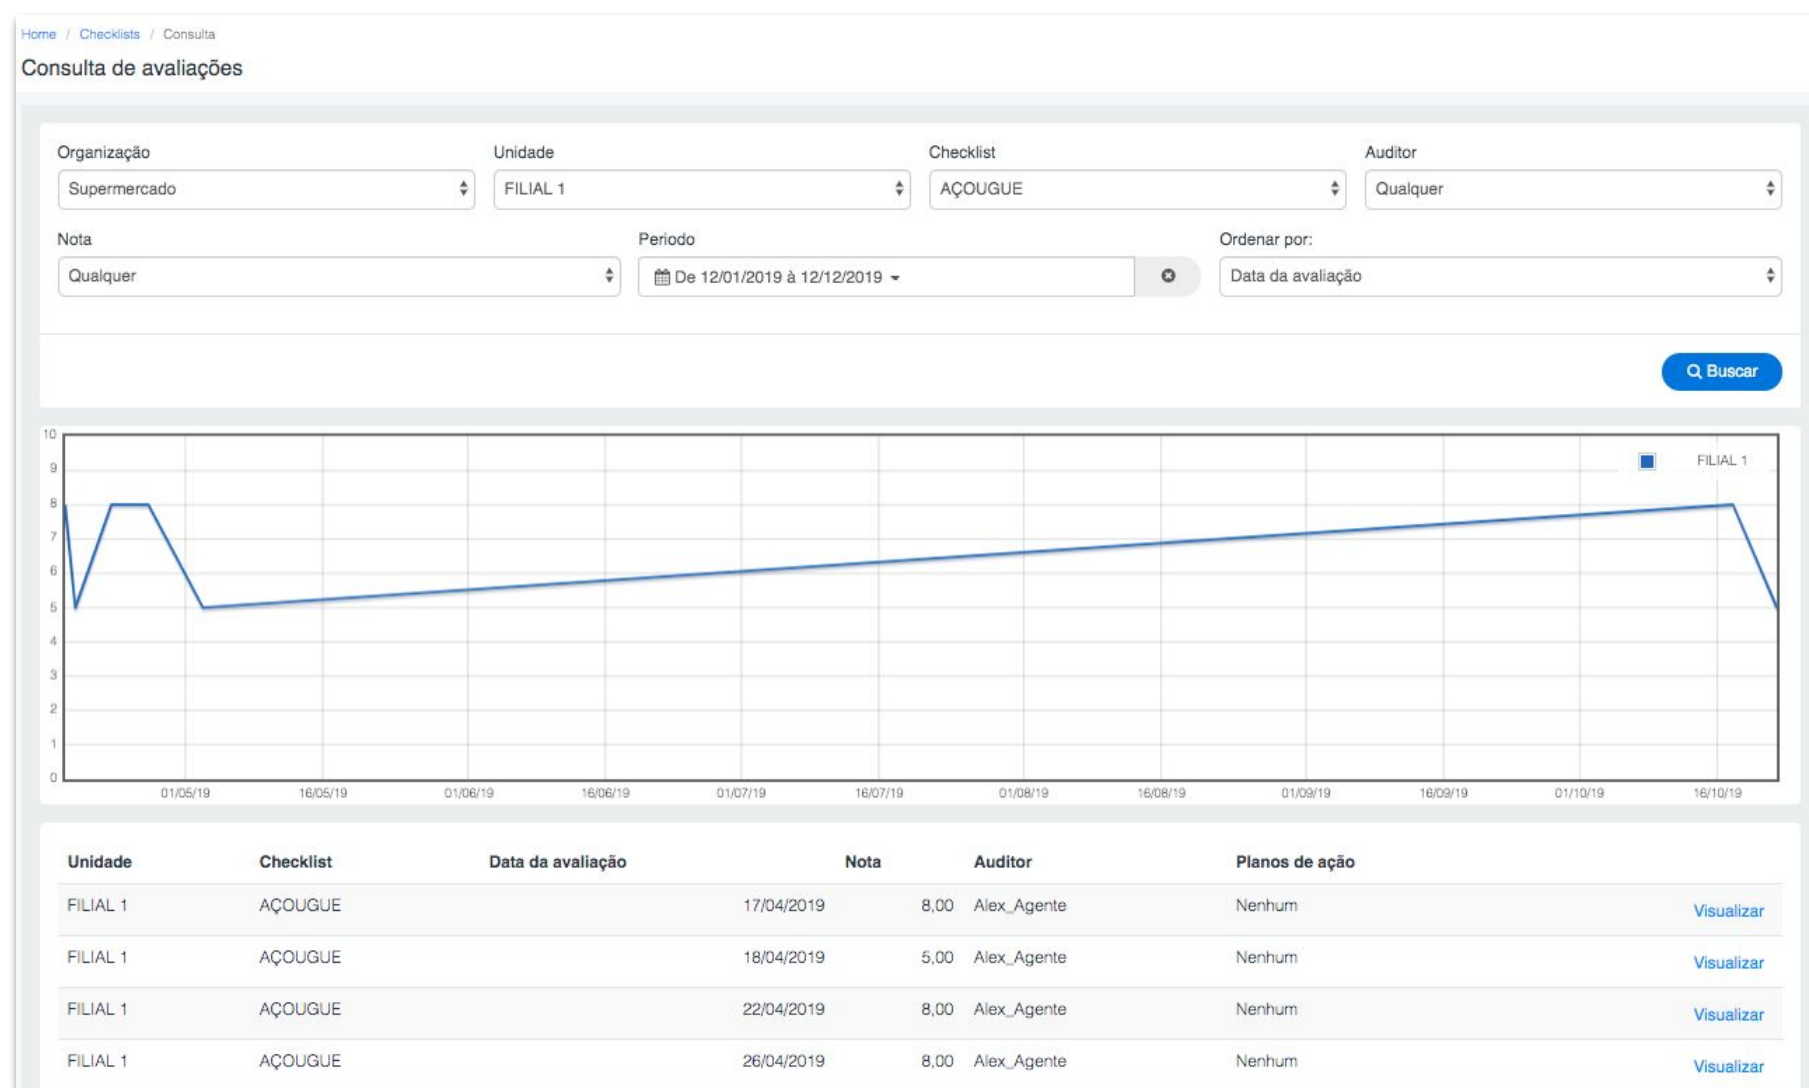 Home / Checklists / Consulta
Consulta de avaliações
Organização Unidade Checklist Auditor
Supermercado FILIAL 1 AÇOUGUE Qualquer
Nota Periodo Ordenar por:
Qualquer De 12/01/2019 à 12/12/2019 Data da avaliação
Buscar
10
9
FILIAL 1
8
7
6
5
4
3
2
1
0
01/05/19 16/05/19 01/06/19 16/06/19 01/07/19 16/07/19 01/08/19 16/08/19 01/09/19 16/09/19 01/10/19 16/10/19
Unidade Checklist Data da avaliação Nota Auditor Planos de ação
FILIAL 1 AÇOUGUE 17/04/2019 8,00 Alex_Agente Nenhum Visualizar
FILIAL 1 AÇOUGUE 18/04/2019 5,00 Alex_Agente Nenhum Visualizar
FILIAL 1 AÇOUGUE 22/04/2019 8,00 Alex_Agente Nenhum Visualizar
FILIAL 1 AÇOUGUE 26/04/2019 8,00 Alex_Agente Nenhum Visualizar